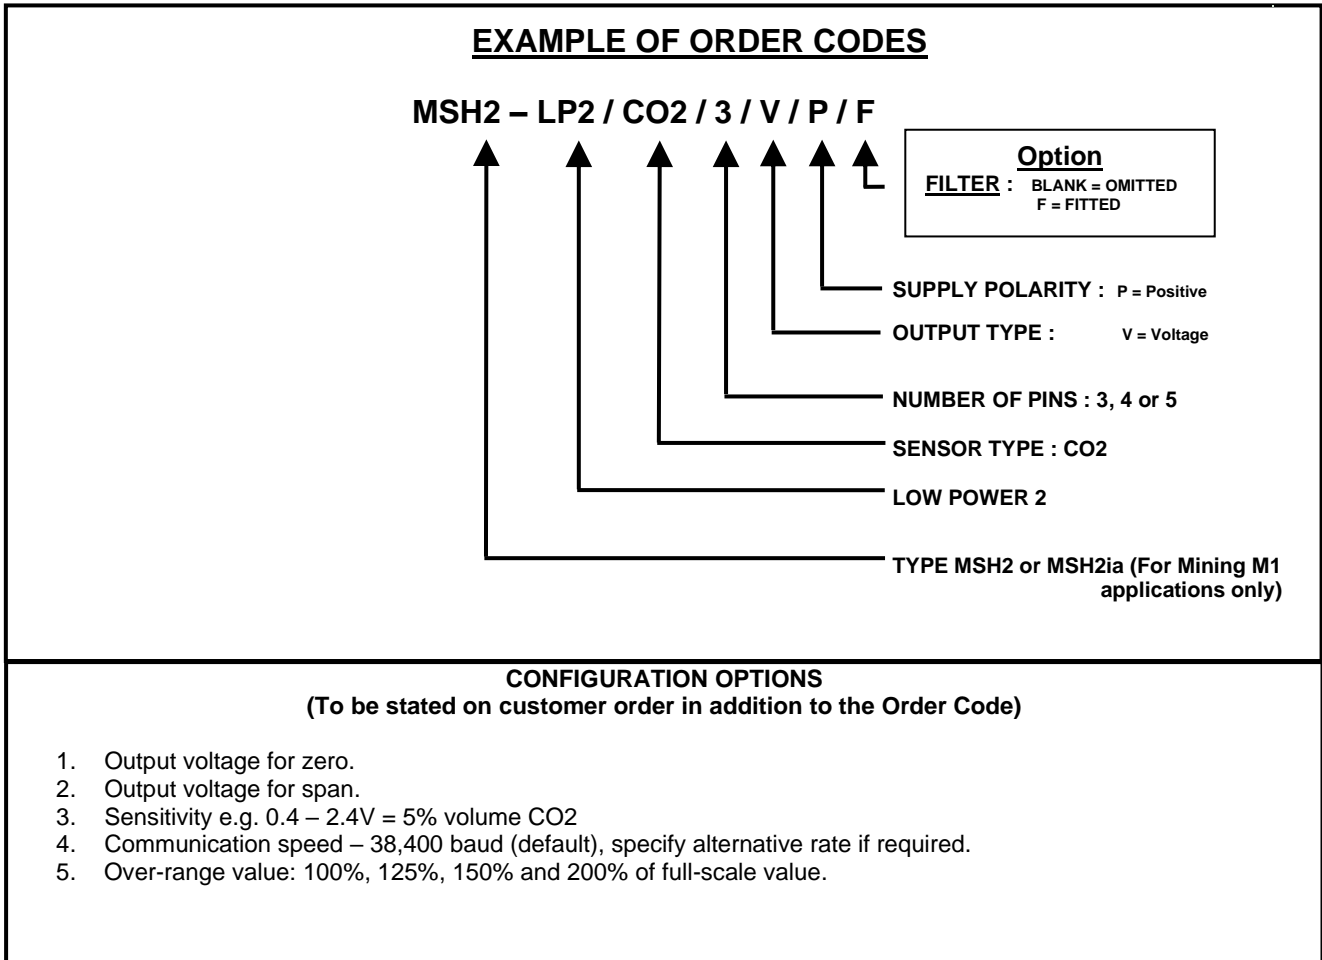 EXAMPLE OF ORDER CODES
MSH2 – LP2 / CO2 / 3 / V / P / F
Option
FILTER : BLANK = OMITTED
F = FITTED
SUPPLY POLARITY : P = Positive
OUTPUT TYPE : V = Voltage
NUMBER OF PINS : 3, 4 or 5
SENSOR TYPE : CO2
LOW POWER 2
TYPE MSH2 or MSH2ia (For Mining M1
applications only)
CONFIGURATION OPTIONS
(To be stated on customer order in addition to the Order Code)
1. Output voltage for zero.
2. Output voltage for span.
3. Sensitivity e.g. 0.4 – 2.4V = 5% volume CO2
4. Communication speed – 38,400 baud (default), specify alternative rate if required.
5. Over-range value: 100%, 125%, 150% and 200% of full-scale value.